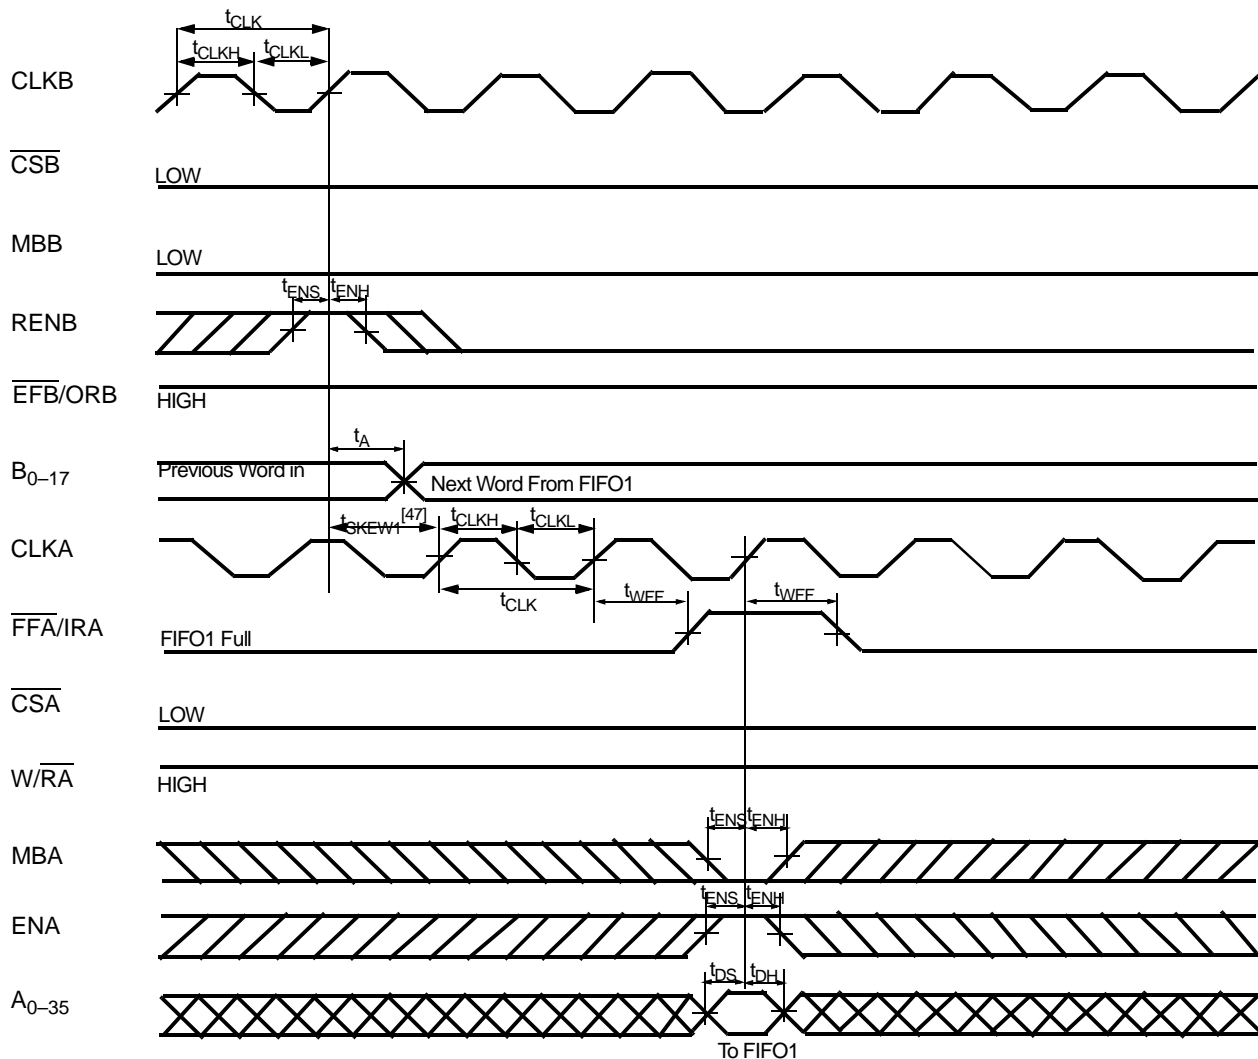 tCLK
tCLKH tCLKL
CLKB
CSB
LOW
MBB
LOW
tENS tENH
RENB
EFB/ORB
HIGH
tA
B0–17
Previous Word in
Next Word From FIFO1
tSKEW1[47] tCLKH tCLKL
CLKA
tCLK
tWFF tWFF
FFA/IRA
FIFO1 Full
CSA
LOW
W/RA
HIGH
tENS tENH
MBA
tENS tENH
ENA
tDS tDH
A0–35
To FIFO1